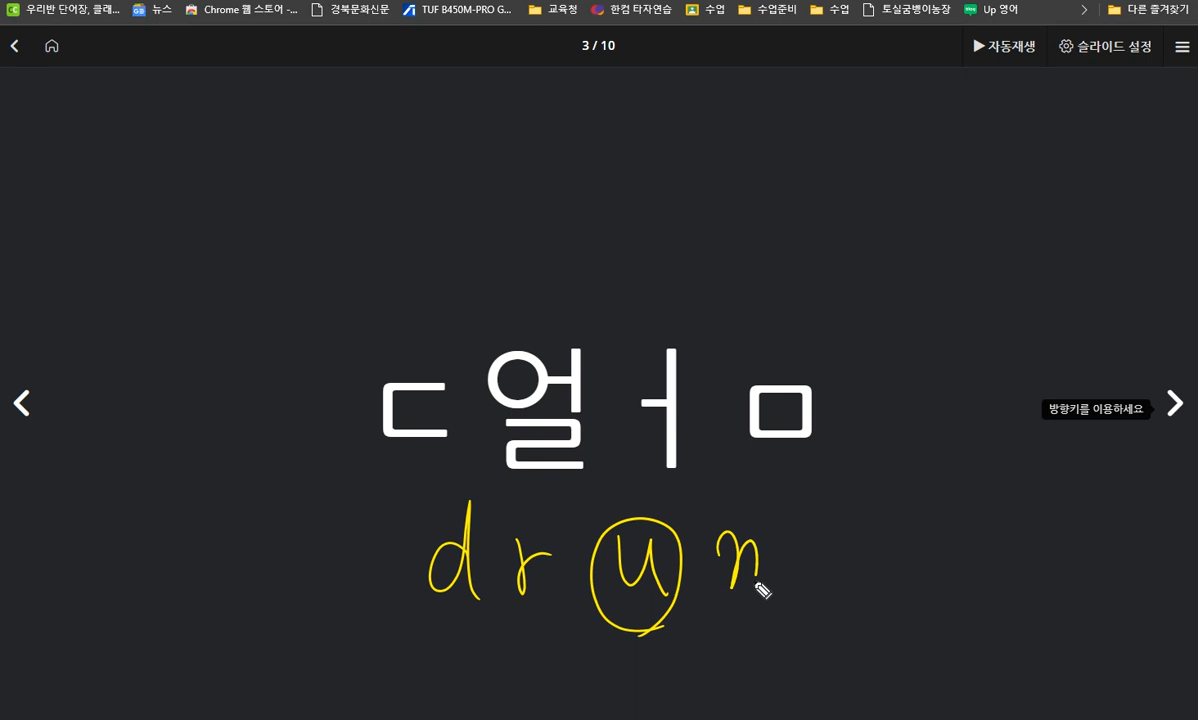 우리반 단어장, 클래... 뉴스 Chrome 웹 스토어 -... 경북문화신문 TUF B450M-PRO G... 교육청 한컴 타자연습 수업 수업준비 수업 토실굼벵이농장 Up 영어 다른 즐겨찾기
3 / 10 자동재생 슬라이드 설정
ㄷ 얼 ㅓ ㅁ
방향키를 이용하세요
d r u n